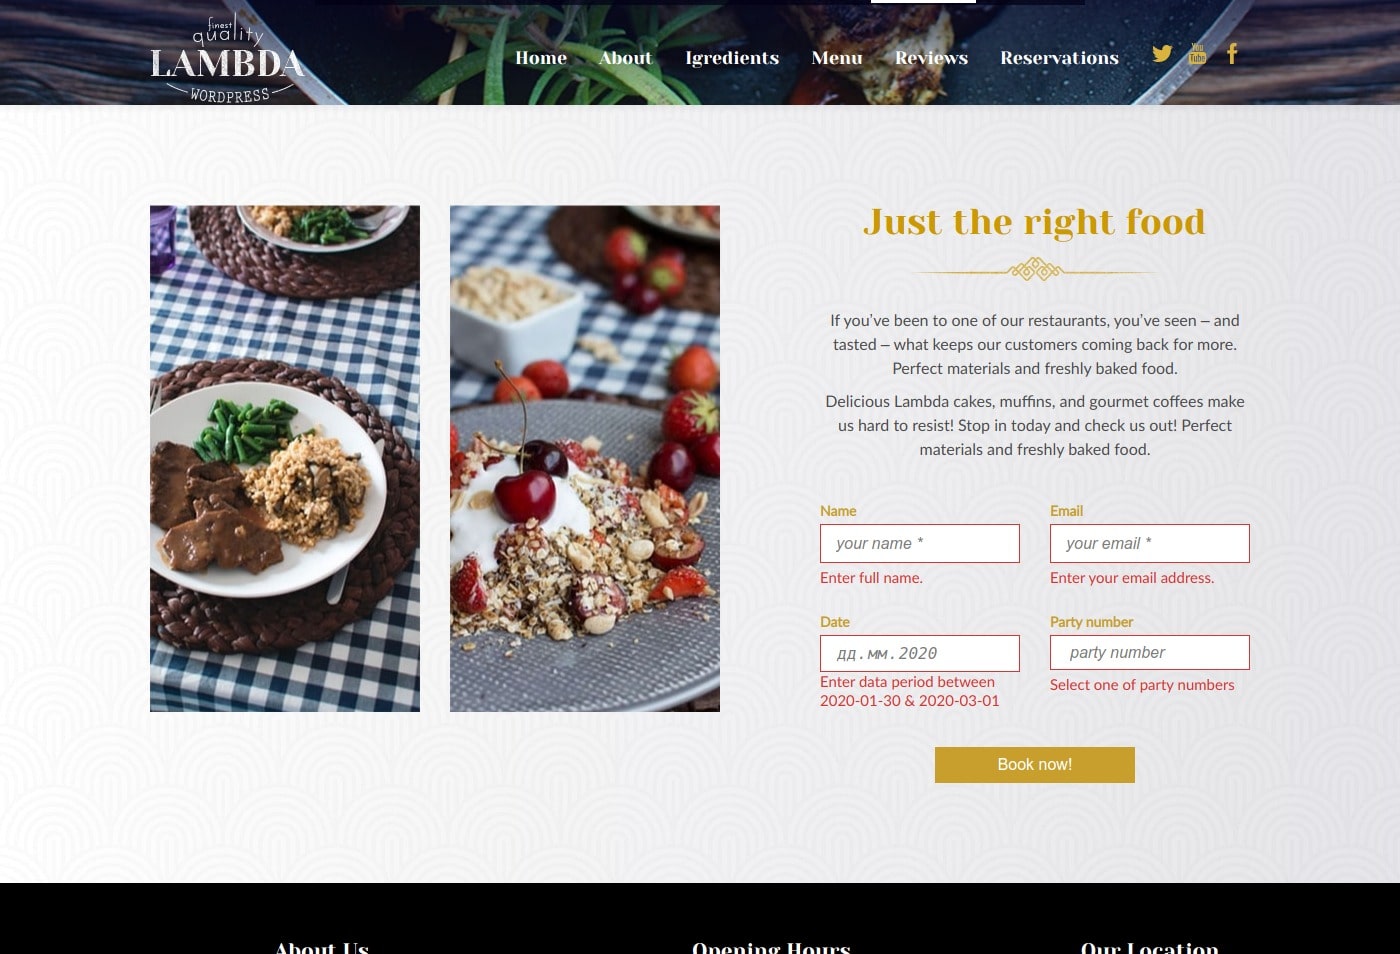 finest
quality
LAMBDA
WORDPRESS
Home About Igredients Menu Reviews Reservations
You
Tube
Just the right food
If you’ve been to one of our restaurants, you’ve seen – and
tasted – what keeps our customers coming back for more.
Perfect materials and freshly baked food.
Delicious Lambda cakes, muffins, and gourmet coffees make
us hard to resist! Stop in today and check us out! Perfect
materials and freshly baked food.
Name Email
your name * your email *
Enter full name. Enter your email address.
Date Party number
дд.мм.2020 party number
Enter data period between
2020-01-30 & 2020-03-01
Select one of party numbers
Book now!
About Us Opening Hours Our Location